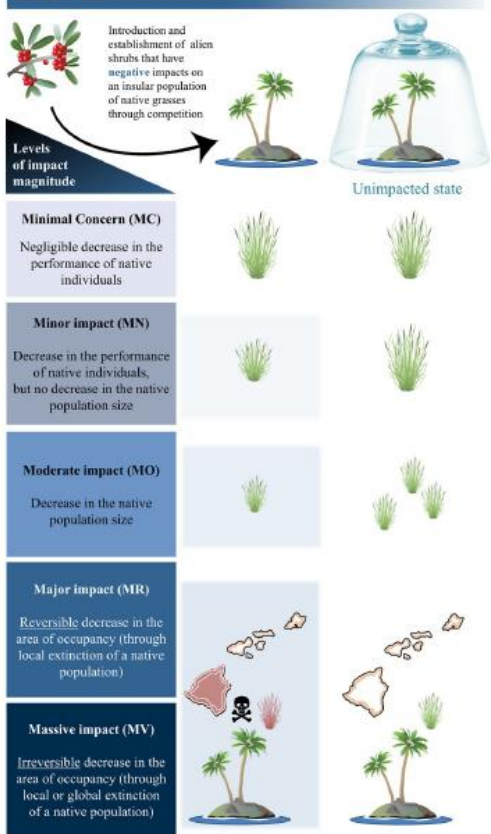 Introduction and
establishment of alien
shrubs that have
negative impacts on
an insular population
of native grasses
through competition
Levels
of impact
magnitude
Unimpacted state
Minimal Concern (MC)
Negligible decrease in the
performance of native
individuals
Minor impact (MN)
Decrease in the performance
of native individuals,
but no decrease in the native
population size
Moderate impact (MO)
Decrease in the native
population size
Major impact (MR)
Reversible decrease in the
area of occupancy (through
local extinction of a native
population)
Massive impact (MV)
Irreversible decrease in the
area of occupancy (through
local or global extinction
of a native population)